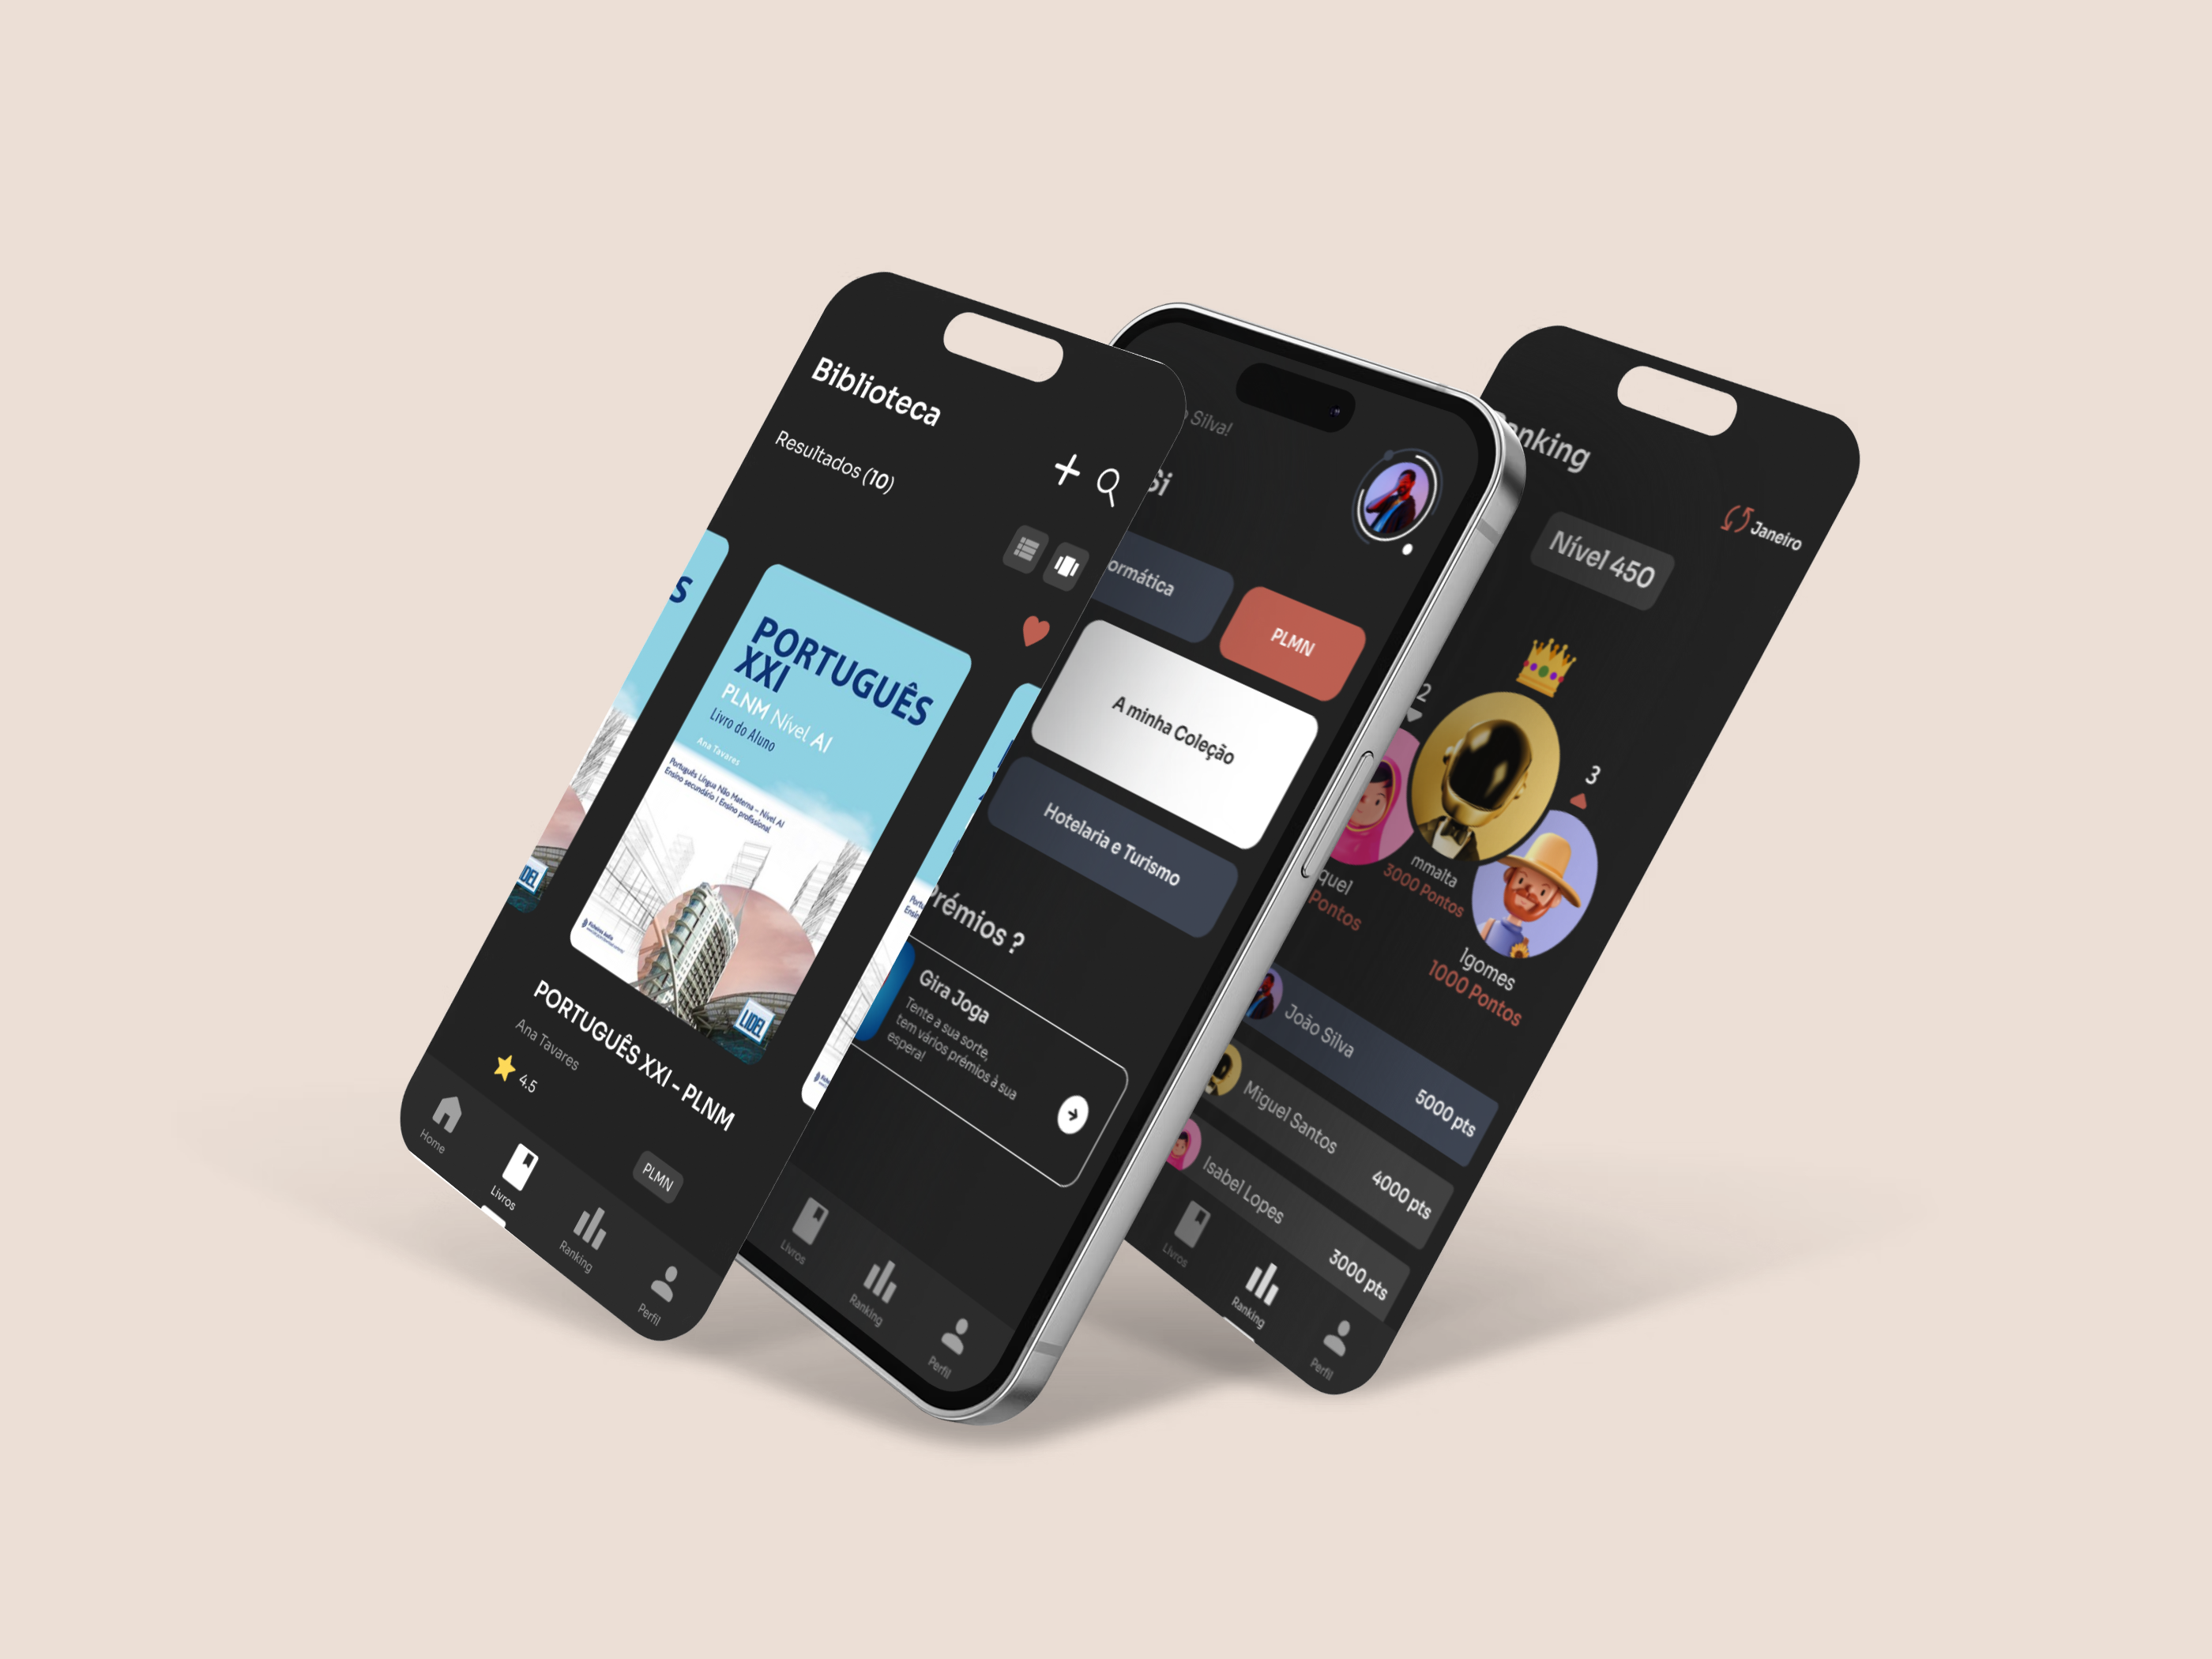 Biblioteca
Resultados (10)
S
PORTUGUÊS
XXI
PLNM Nível A1
Livro do Aluno
Ana Tavares
Português Língua Não Materna – Nível A1
Ensino secundário | Ensino profissional
LIDEL
PORTUGUÊS XXI - PLNM
Ana Tavares
4.5
PLMN
Home
Livros
Ranking
Perfil
Silva!
Si
ormática
PLMN
A minha Coleção
Hotelaria e Turismo
Prémios ?
Gira Joga
Tente a sua sorte,
tem vários prémios à sua
espera!
Livros
Ranking
Perfil
anking
Janeiro
Nível 450
2
3
quel
Pontos
mmalta
3000 Pontos
lgomes
1000 Pontos
João Silva
5000 pts
Miguel Santos
4000 pts
Isabel Lopes
3000 pts
Livros
Ranking
Perfil